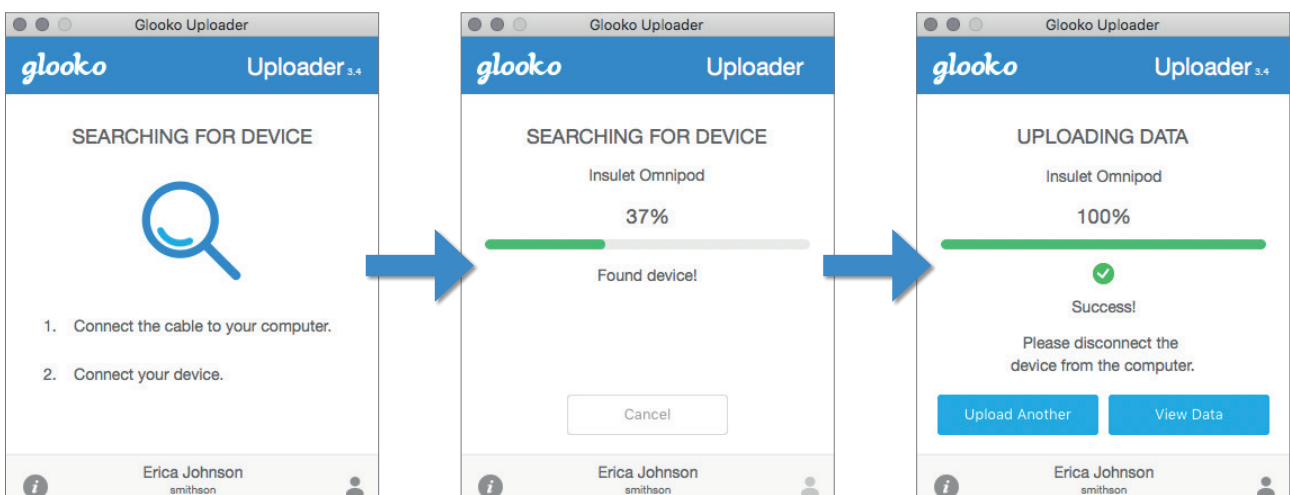 Glooko Uploader
glooko Uploader 3.4
SEARCHING FOR DEVICE
1. Connect the cable to your computer.
2. Connect your device.
i Erica Johnson
smithson
Glooko Uploader
glooko Uploader
SEARCHING FOR DEVICE
Insulet Omnipod
37%
Found device!
Cancel
i Erica Johnson
smithson
Glooko Uploader
glooko Uploader 3.4
UPLOADING DATA
Insulet Omnipod
100%
Success!
Please disconnect the
device from the computer.
Upload Another View Data
i Erica Johnson
smithson